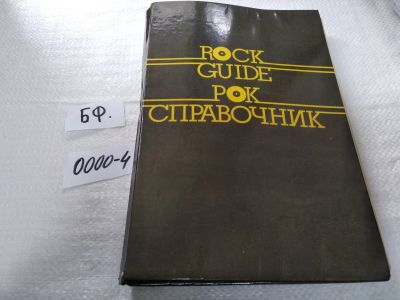 ROCK
GUIDE
РОК
СПРАВОЧНИК
БФ.
0000-4